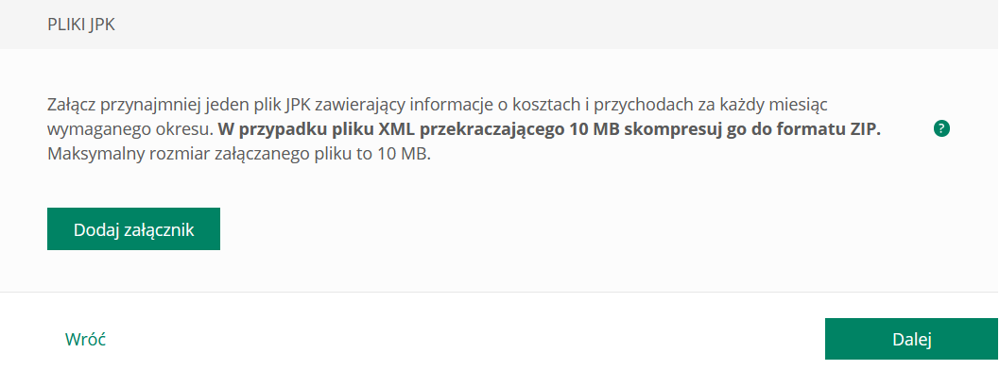 PLIKI JPK
Załącz przynajmniej jeden plik JPK zawierający informacje o kosztach i przychodach za każdy miesiąc
wymaganego okresu. W przypadku pliku XML przekraczającego 10 MB skompresuj go do formatu ZIP.
?
Maksymalny rozmiar załączanego pliku to 10 MB.
Dodaj załącznik
Wróć
Dalej